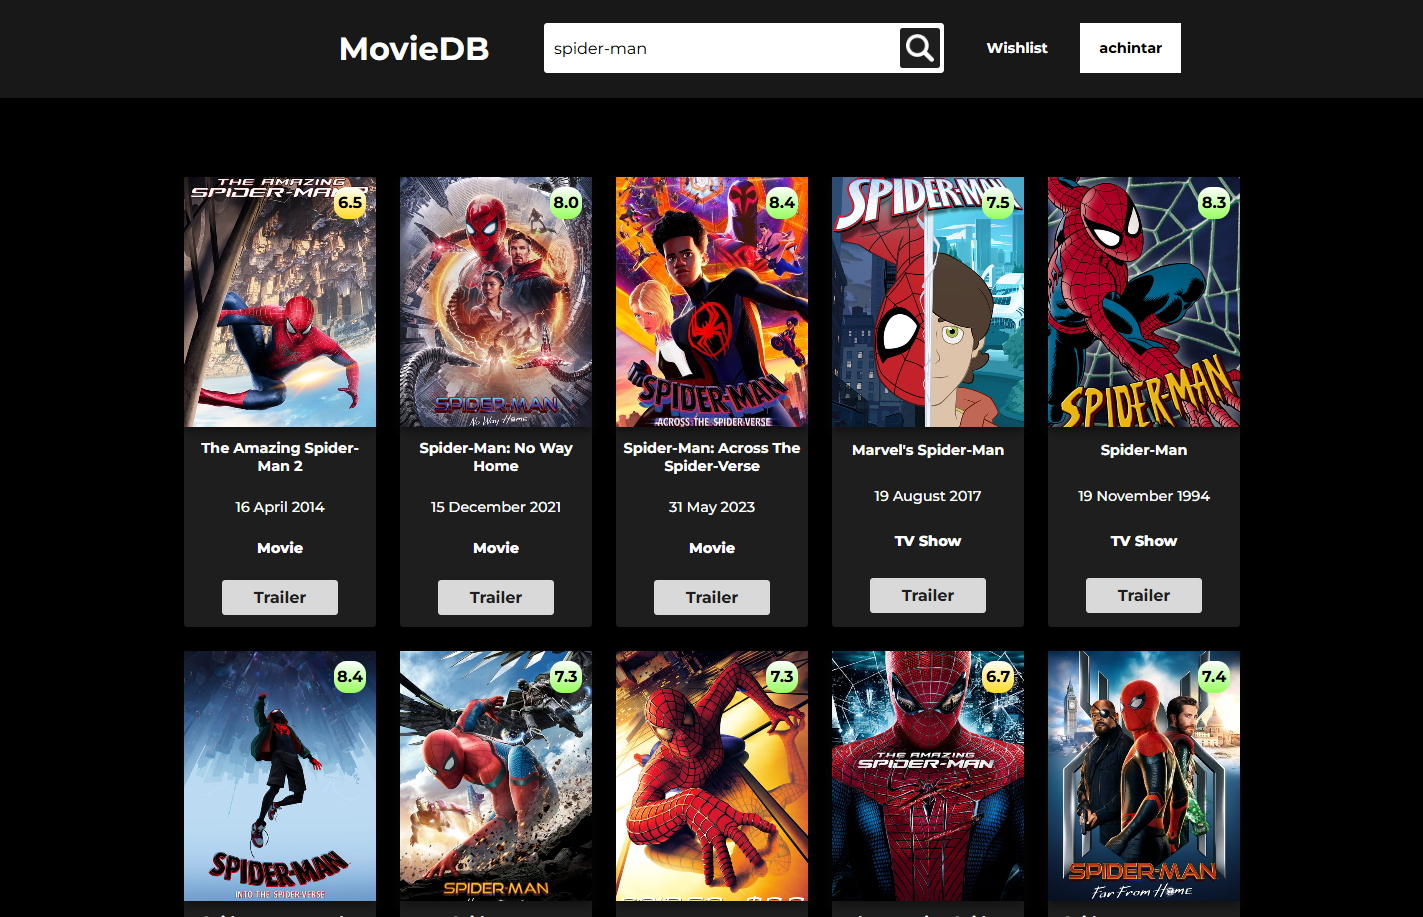 MovieDB
spider-man
Wishlist
achintar
THE AMAZING
SPIDER-MAN 2
6.5
8.0
SPIDER-MAN
No Way Home
8.4
SPIDER-MAN
ACROSS THE SPIDER-VERSE
SPIDER-MAN
7.5
8.3
SPIDER-MAN
The Amazing Spider-
Man 2
16 April 2014
Movie
Trailer
Spider-Man: No Way
Home
15 December 2021
Movie
Trailer
Spider-Man: Across The
Spider-Verse
31 May 2023
Movie
Trailer
Marvel's Spider-Man
19 August 2017
TV Show
Trailer
Spider-Man
19 November 1994
TV Show
Trailer
8.4
SPIDER-MAN
INTO THE SPIDER-VERSE
7.3
SPIDER-MAN
7.3
6.7
THE AMAZING
SPIDER-MAN
7.4
SPIDER-MAN
Far From Home